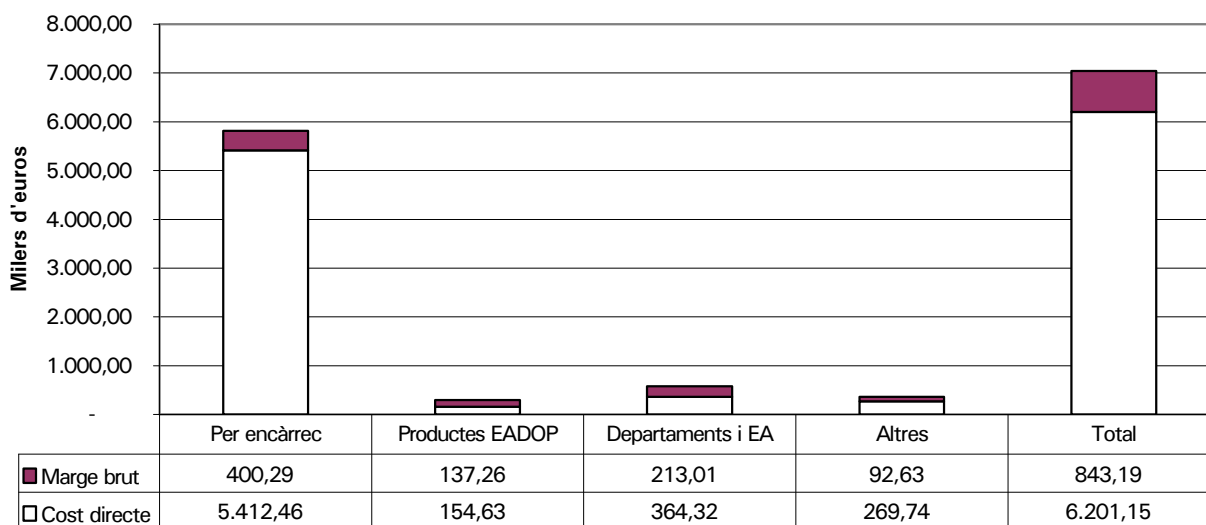 8.000,00
7.000,00
6.000,00
5.000,00
4.000,00
3.000,00
2.000,00
1.000,00
-
Milers d'euros
Per encàrrec Productes EADOP Departaments i EA Altres Total
Marge brut 400,29 137,26 213,01 92,63 843,19
Cost directe 5.412,46 154,63 364,32 269,74 6.201,15